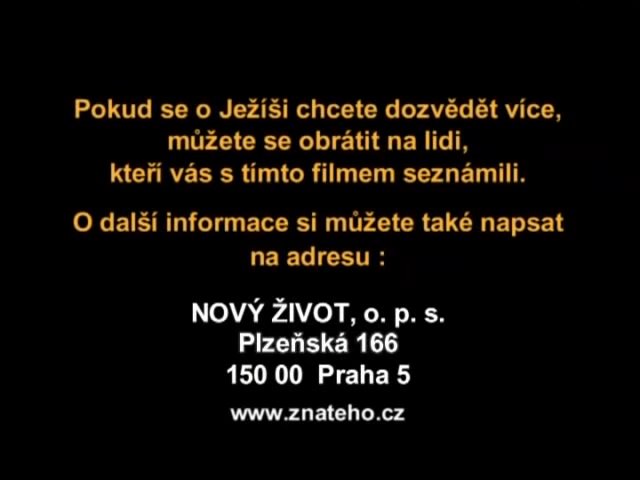 Pokud se o Ježíši chcete dozvědět více,
můžete se obrátit na lidi,
kteří vás s tímto filmem seznámili.
O další informace si můžete také napsat
na adresu :
NOVÝ ŽIVOT, o. p. s.
Plzeňská 166
150 00  Praha 5
www.znateho.cz